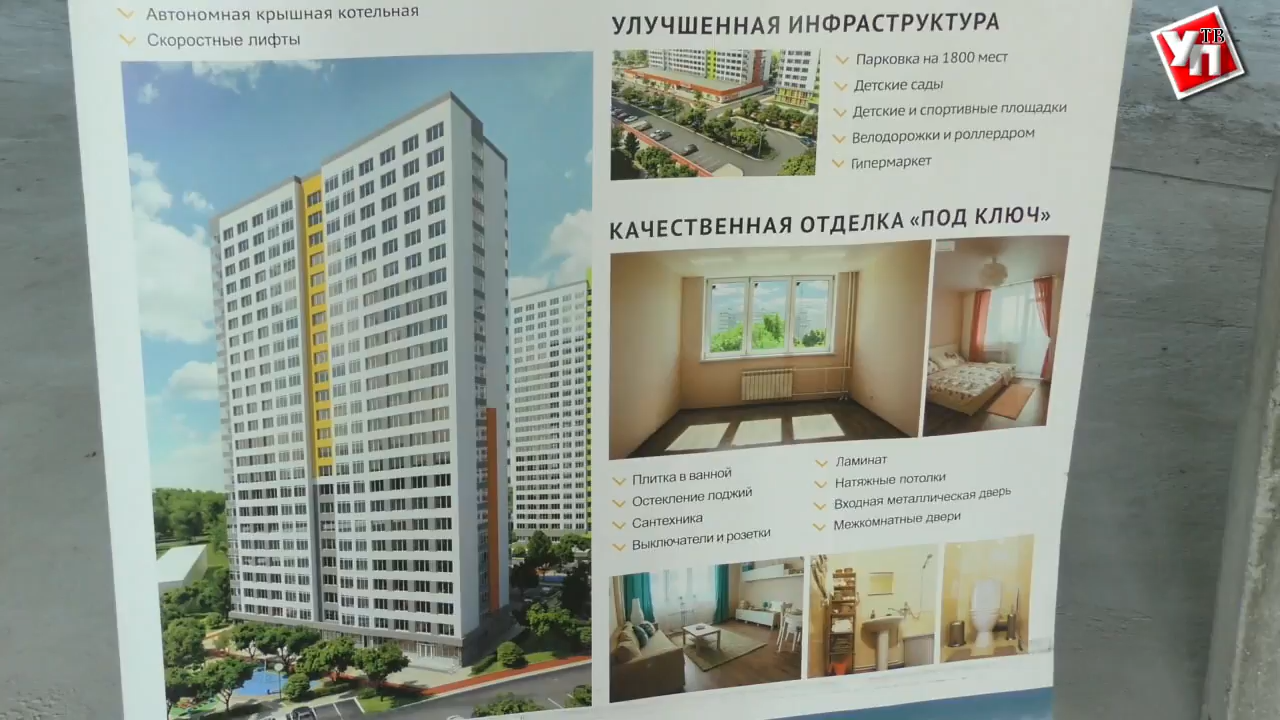 Автономная крышная котельная
Скоростные лифты
УЛУЧШЕННАЯ ИНФРАСТРУКТУРА
Парковка на 1800 мест
Детские сады
Детские и спортивные площадки
Велодорожки и роллердром
Гипермаркет
КАЧЕСТВЕННАЯ ОТДЕЛКА «ПОД КЛЮЧ»
Плитка в ванной
Остекление лоджий
Сантехника
Выключатели и розетки
Ламинат
Натяжные потолки
Входная металлическая дверь
Межкомнатные двери
УП ТВ